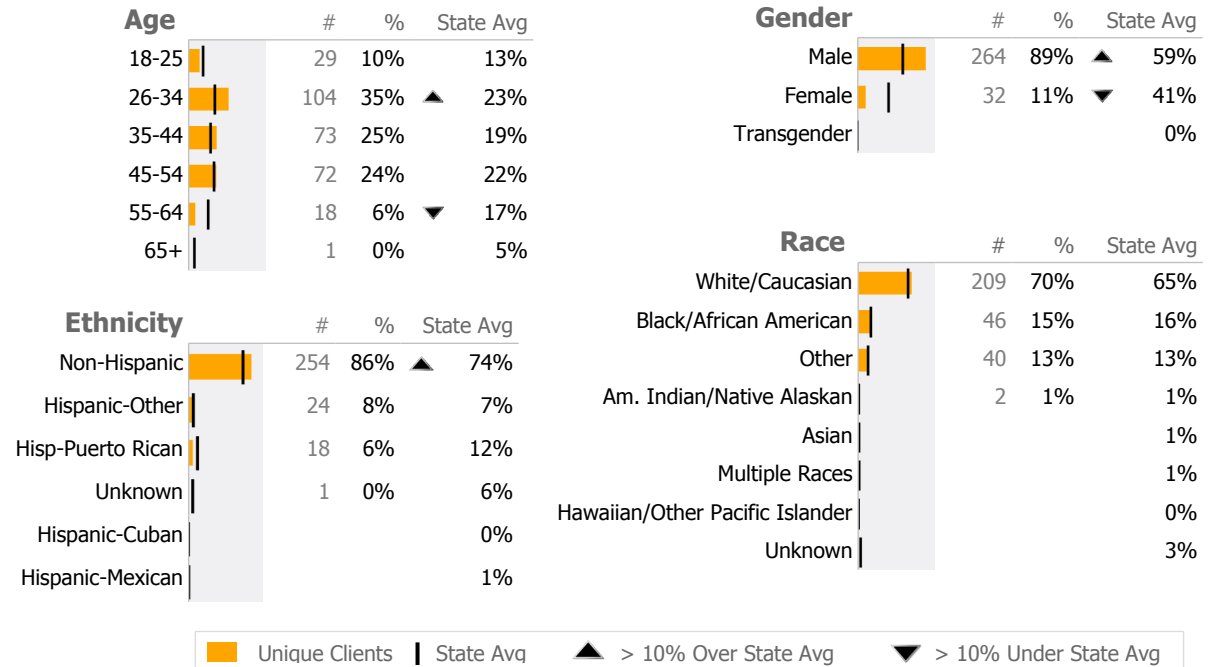 Age # % State Avg
18-25 29 10% 13%
26-34 104 35% 23%
35-44 73 25% 19%
45-54 72 24% 22%
55-64 18 6% 17%
65+ 1 0% 5%
Ethnicity # % State Avg
Non-Hispanic 254 86% 74%
Hispanic-Other 24 8% 7%
Hisp-Puerto Rican 18 6% 12%
Unknown 1 0% 6%
Hispanic-Cuban 0%
Hispanic-Mexican 1%
Gender # % State Avg
Male 264 89% 59%
Female 32 11% 41%
Transgender 0%
Race # % State Avg
White/Caucasian 209 70% 65%
Black/African American 46 15% 16%
Other 40 13% 13%
Am. Indian/Native Alaskan 2 1% 1%
Asian 1%
Multiple Races 1%
Hawaiian/Other Pacific Islander 0%
Unknown 3%
Unique Clients State Avg > 10% Over State Avg > 10% Under State Avg